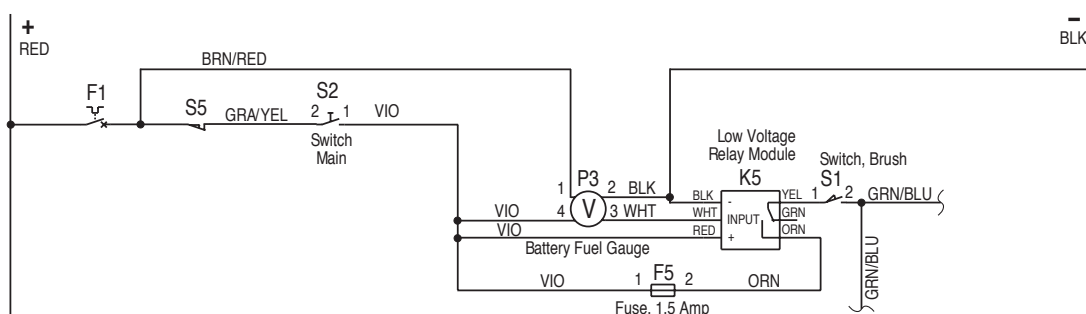 +
RED
-
BLK
BRN/RED
F1
S5
GRA/YEL
S2
2 1
VIO
Switch
Main
Low Voltage
Relay Module
K5
Switch, Brush
S1
P3
1
2 BLK
4
3 WHT
V
VIO
VIO
Battery Fuel Gauge
BLK
WHT
RED
-
INPUT
+
YEL
GRN
ORN
1 2
GRN/BLU
GRN/BLU
VIO
1 F5 2
ORN
Fuse, 1.5 Amp